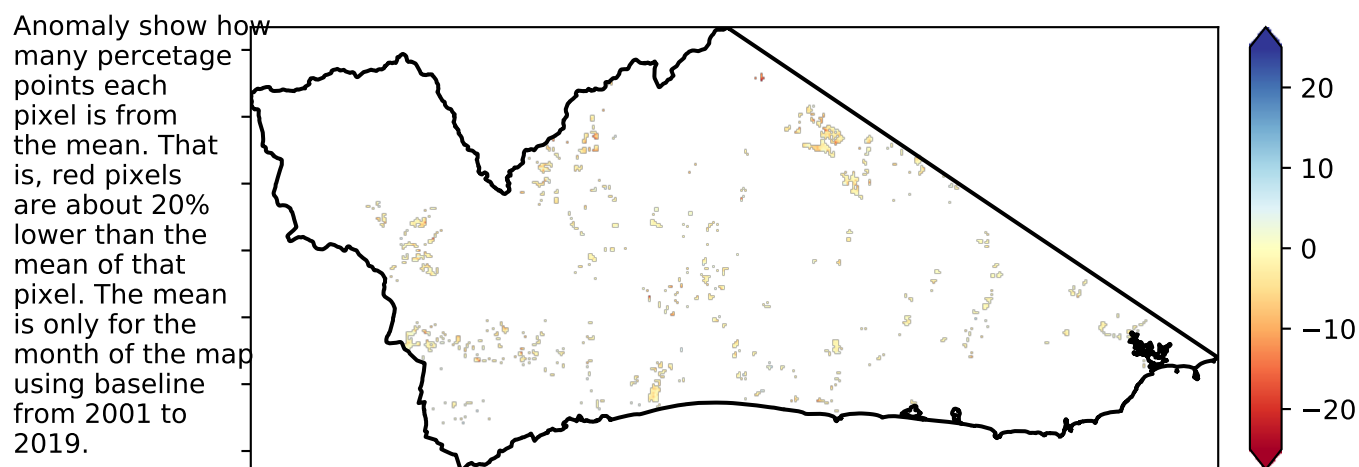 Anomaly show how
many percetage
points each
pixel is from
the mean. That
is, red pixels
are about 20%
lower than the
mean of that
pixel. The mean
is only for the
month of the map
using baseline
from 2001 to
2019.
20
10
0
−10
−20